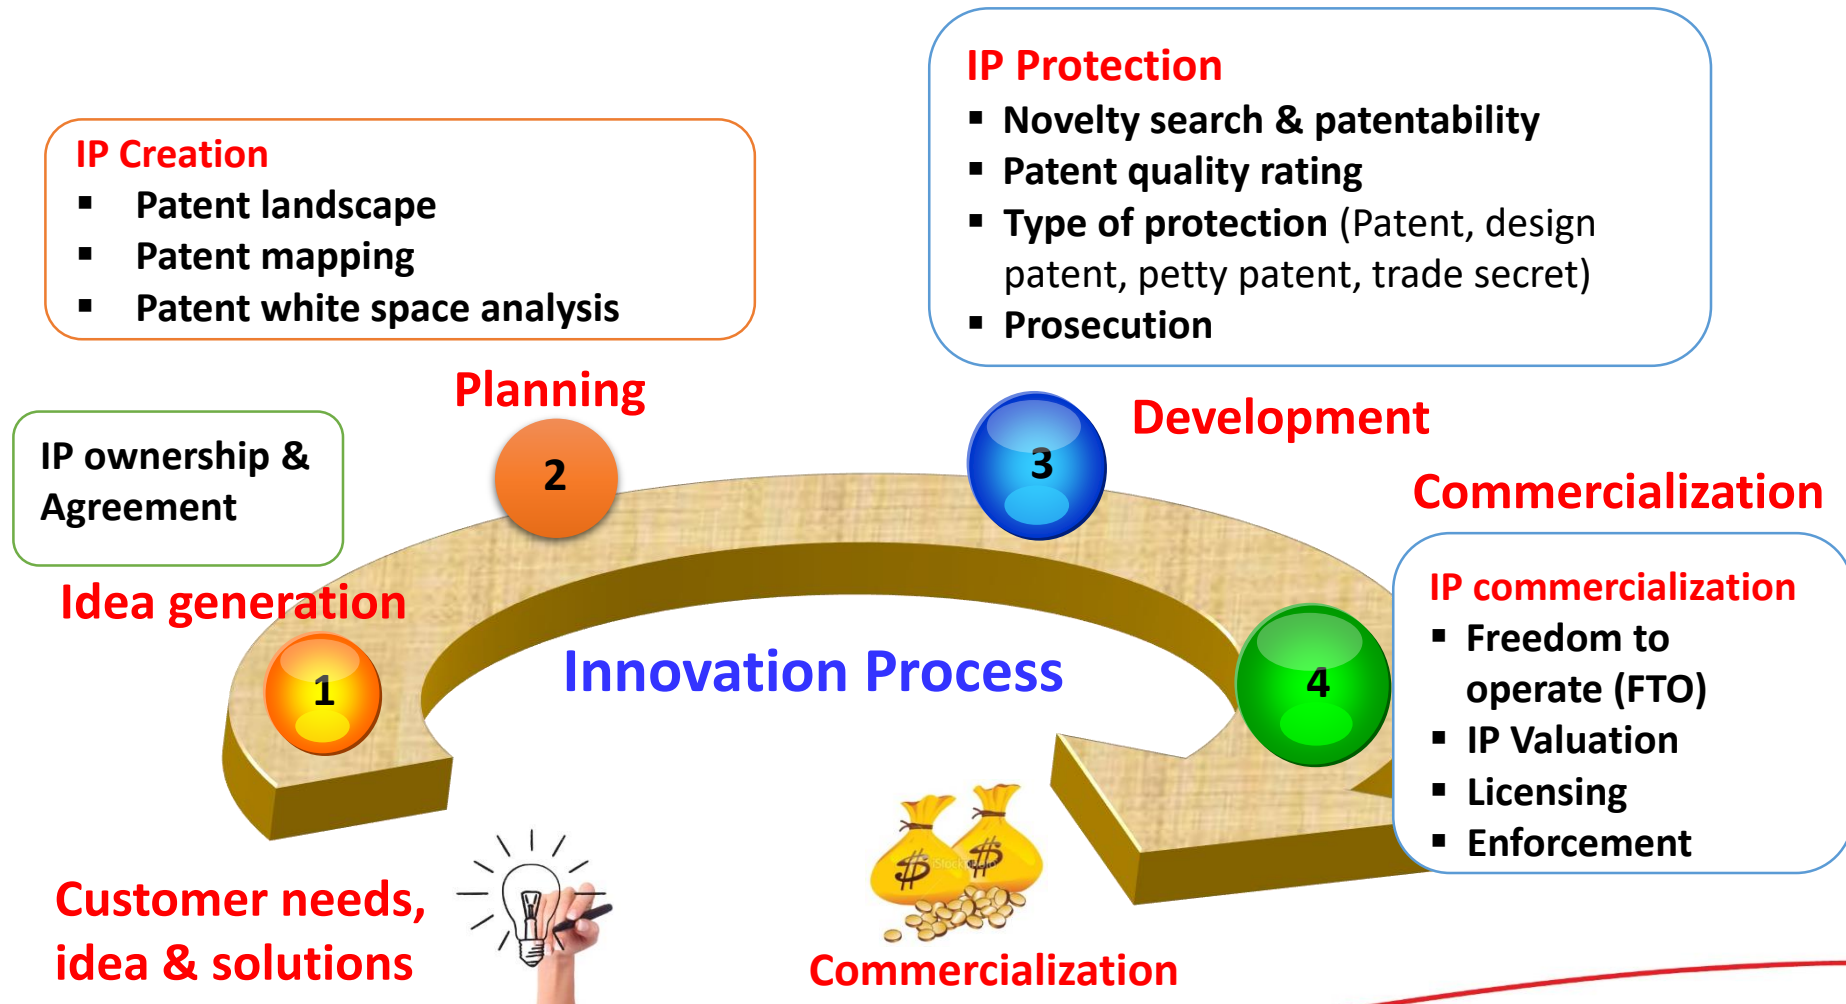 IP Protection
▪ Novelty search & patentability
▪ Patent quality rating
▪ Type of protection (Patent, design
patent, petty patent, trade secret)
▪ Prosecution
IP Creation
▪ Patent landscape
▪ Patent mapping
▪ Patent white space analysis
Planning
2
3
Development
IP ownership &
Agreement
Idea generation
1
Innovation Process
Commercialization
4
IP commercialization
▪ Freedom to
operate (FTO)
▪ IP Valuation
▪ Licensing
▪ Enforcement
Customer needs,
idea & solutions
$ $
Commercialization